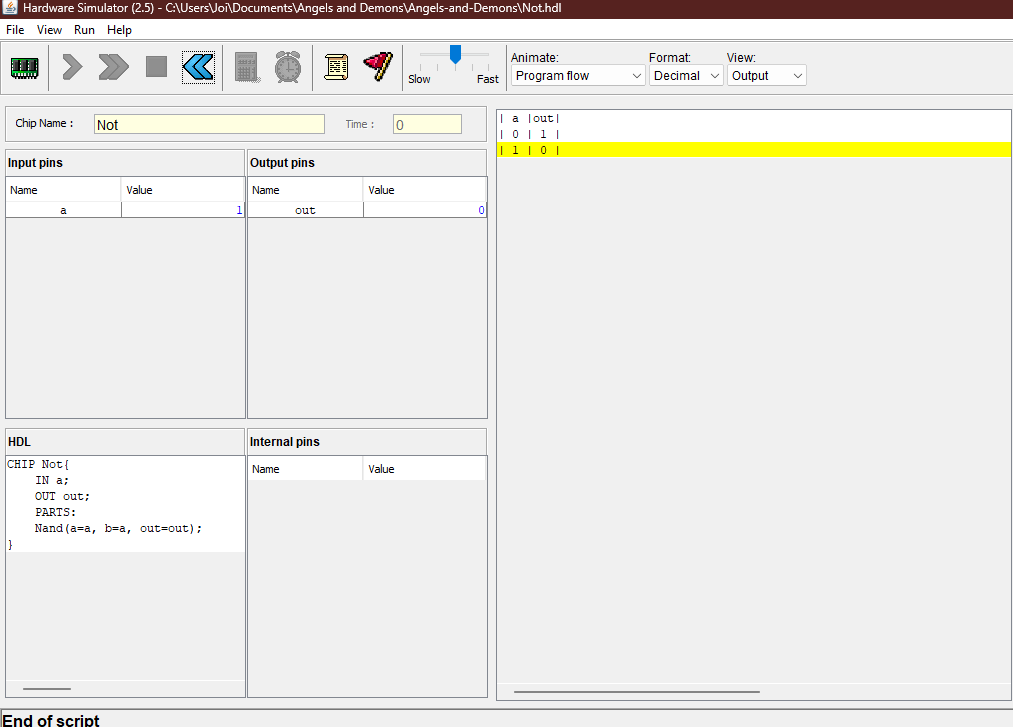 Hardware Simulator (2.5) - C:\Users\Joi\Documents\Angels and Demons\Angels-and-Demons\Not.hdl
File View Run Help
Slow Fast
Animate: Format: View:
Program flow Decimal Output
Chip Name : Not Time : 0
Input pins
Name Value
a 1
Output pins
Name Value
out 0
HDL
CHIP Not{
    IN a;
    OUT out;
    PARTS:
    Nand(a=a, b=a, out=out);
}
Internal pins
Name Value
| a |out|
| 0 | 1 |
| 1 | 0 |
End of script